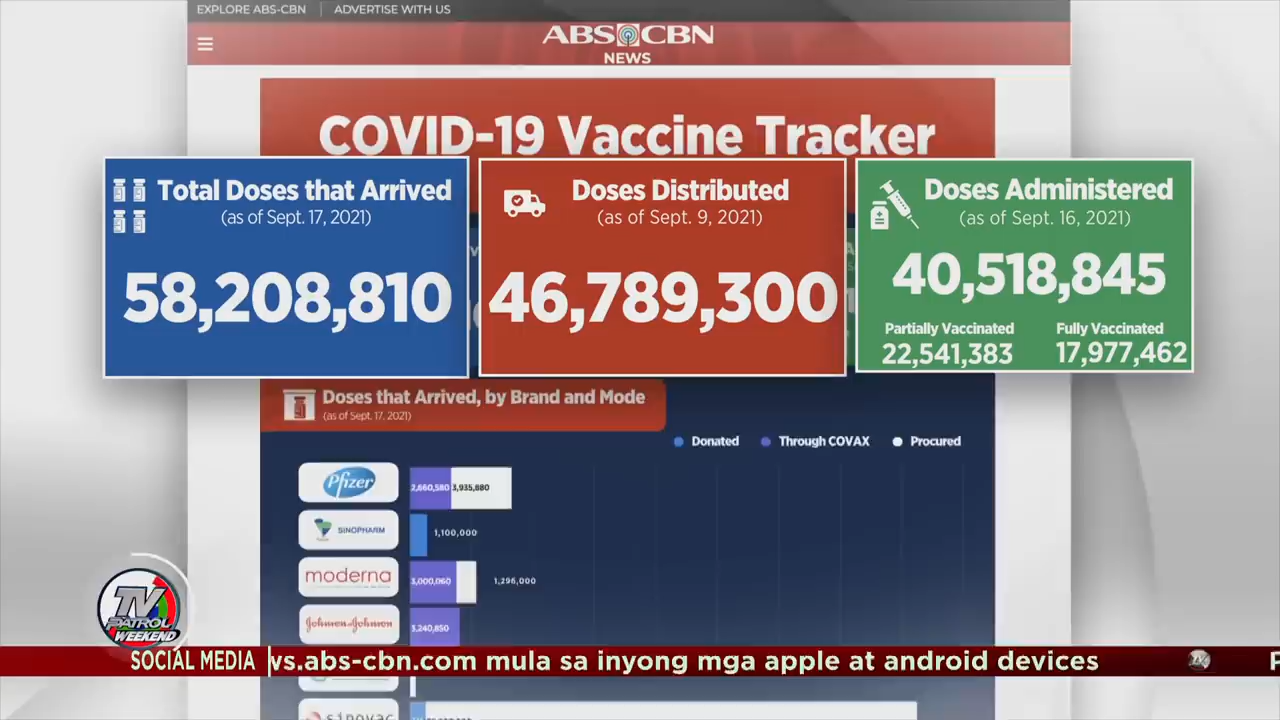 EXPLORE ABS-CBN
ADVERTISE WITH US
ABS-CBN
NEWS
COVID-19 Vaccine Tracker
Total Doses that Arrived
(as of Sept. 17, 2021)
58,208,810
Doses Distributed
(as of Sept. 9, 2021)
46,789,300
Doses Administered
(as of Sept. 16, 2021)
40,518,845
Partially Vaccinated
22,541,383
Fully Vaccinated
17,977,462
Doses that Arrived, by Brand and Mode
(as of Sept. 17, 2021)
Donated
Through COVAX
Procured
Pfizer
2,660,580
3,935,880
SINOPHARM
1,100,000
moderna
3,000,060
1,296,000
Johnson & Johnson
3,240,850
TV
PATROL
WEEKEND
SOCIAL MEDIA
vs.abs-cbn.com mula sa inyong mga apple at android devices
sinovac